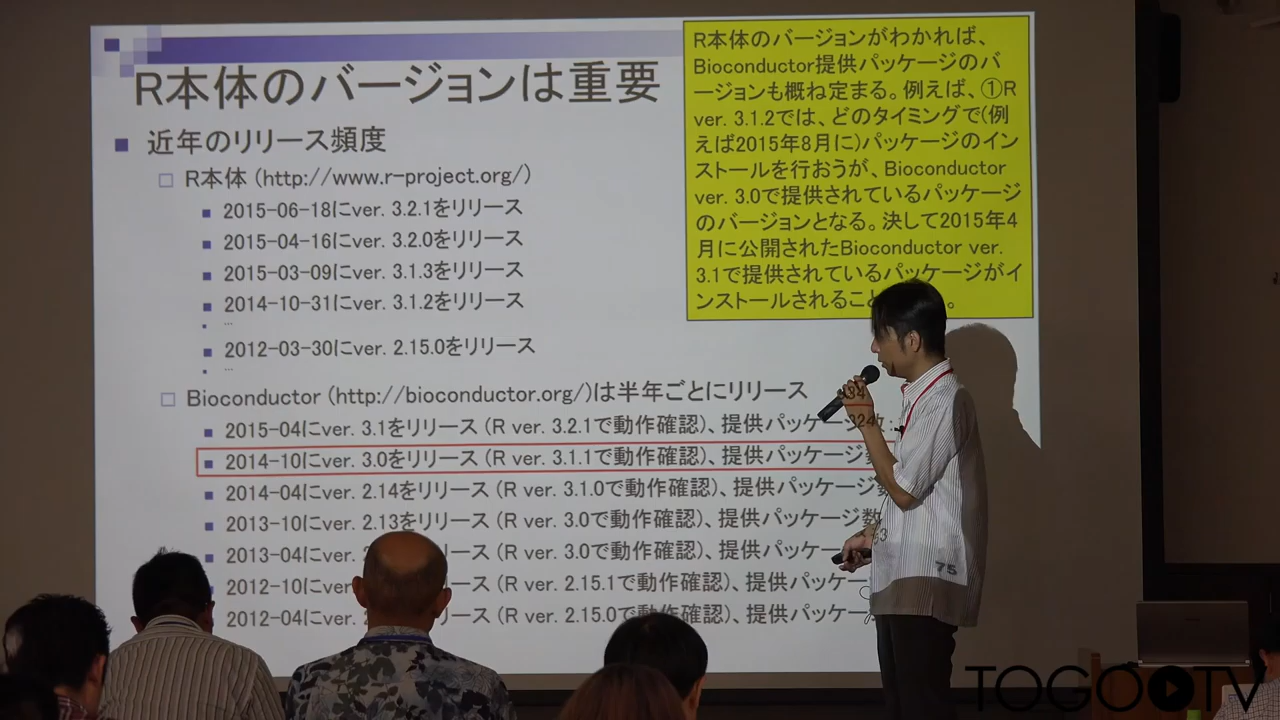 R本体のバージョンは重要
近年のリリース頻度
R本体 (http://www.r-project.org/)
2015-06-18にver. 3.2.1をリリース
2015-04-16にver. 3.2.0をリリース
2015-03-09にver. 3.1.3をリリース
2014-10-31にver. 3.1.2をリリース
…
2012-03-30にver. 2.15.0をリリース
…
Bioconductor (http://bioconductor.org/)は半年ごとにリリース
2015-04にver. 3.1をリリース (R ver. 3.2.1で動作確認)、提供パッケージ
2014-10にver. 3.0をリリース (R ver. 3.1.1で動作確認)、提供パッケージ
2014-04にver. 2.14をリリース (R ver. 3.1.0で動作確認)、提供パッケージ
2013-10にver. 2.13をリリース (R ver. 3.0で動作確認)、提供パッケージ数
2013-04にver. (R ver. 3.0で動作確認)、提供パッケー
2012-10にver (R ver. 2.15.1で動作確認)、提供パッケー
2012-04にver. (R ver. 2.15.0で動作確認)、提供パッケー
R本体のバージョンがわかれば、
Bioconductor提供パッケージのバ
ージョンも概ね定まる。例えば、①R
ver. 3.1.2では、どのタイミングで(例
えば2015年8月に)パッケージのイン
ストールを行おうが、Bioconductor
ver. 3.0で提供されているパッケージ
のバージョンとなる。決して2015年4
月に公開されたBioconductor ver.
3.1で提供されているパッケージがイ
ンストールされること。
934
824
75
TOGO TV